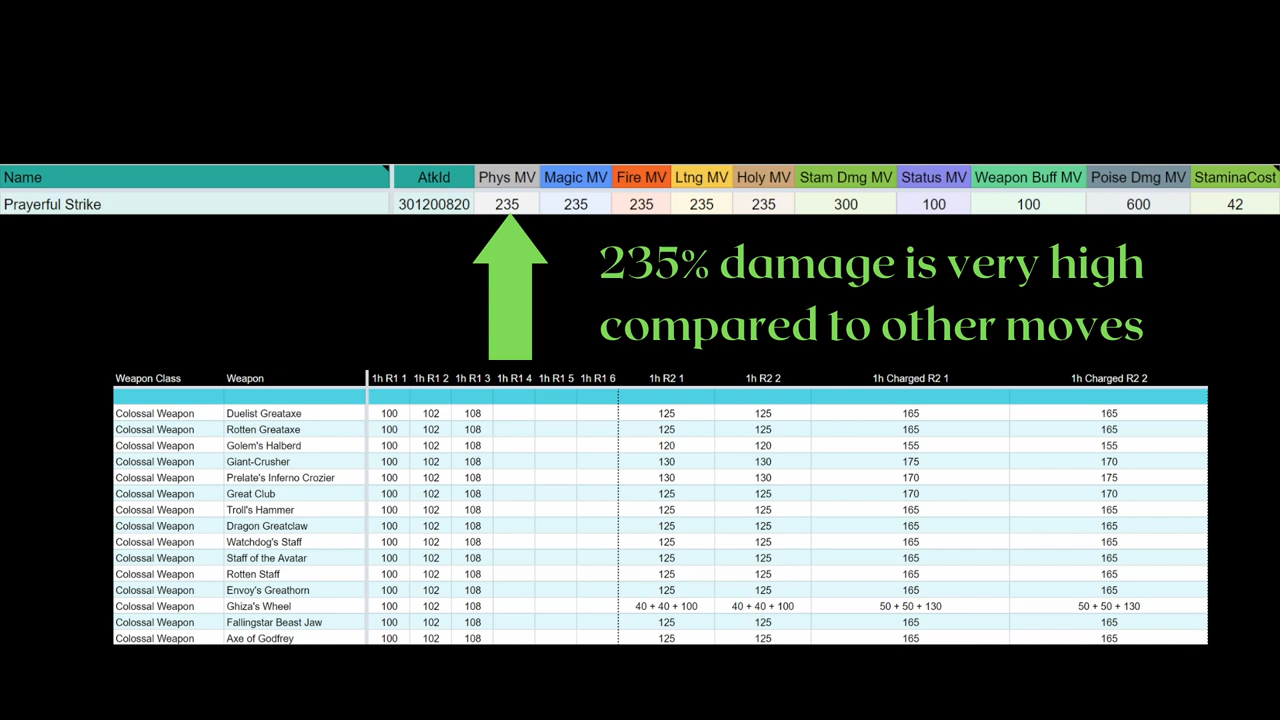 Name AtkId Phys MV Magic MV Fire MV Ltng MV Holy MV Stam Dmg MV Status MV Weapon Buff MV Poise Dmg MV StaminaCost
Prayerful Strike 301200820 235 235 235 235 235 300 100 100 600 42
235% damage is very high
compared to other moves
Weapon Class Weapon 1h R1 1 1h R1 2 1h R1 3 1h R1 4 1h R1 5 1h R1 6 1h R2 1 1h R2 2 1h Charged R2 1 1h Charged R2 2
Colossal Weapon Duelist Greataxe 100 102 108 125 125 165 165
Colossal Weapon Rotten Greataxe 100 102 108 125 125 165 165
Colossal Weapon Golem's Halberd 100 102 108 120 120 155 155
Colossal Weapon Giant-Crusher 100 102 108 130 130 175 170
Colossal Weapon Prelate's Inferno Crozier 100 102 108 130 130 170 175
Colossal Weapon Great Club 100 102 108 125 125 170 170
Colossal Weapon Troll's Hammer 100 102 108 125 125 165 165
Colossal Weapon Dragon Greatclaw 100 102 108 125 125 165 165
Colossal Weapon Watchdog's Staff 100 102 108 125 125 165 165
Colossal Weapon Staff of the Avatar 100 102 108 125 125 165 165
Colossal Weapon Rotten Staff 100 102 108 125 125 165 165
Colossal Weapon Envoy's Greathorn 100 102 108 125 125 165 165
Colossal Weapon Ghiza's Wheel 100 102 108 40 + 40 + 100 40 + 40 + 100 50 + 50 + 130 50 + 50 + 130
Colossal Weapon Fallingstar Beast Jaw 100 102 108 125 125 165 165
Colossal Weapon Axe of Godfrey 100 102 108 125 125 165 165